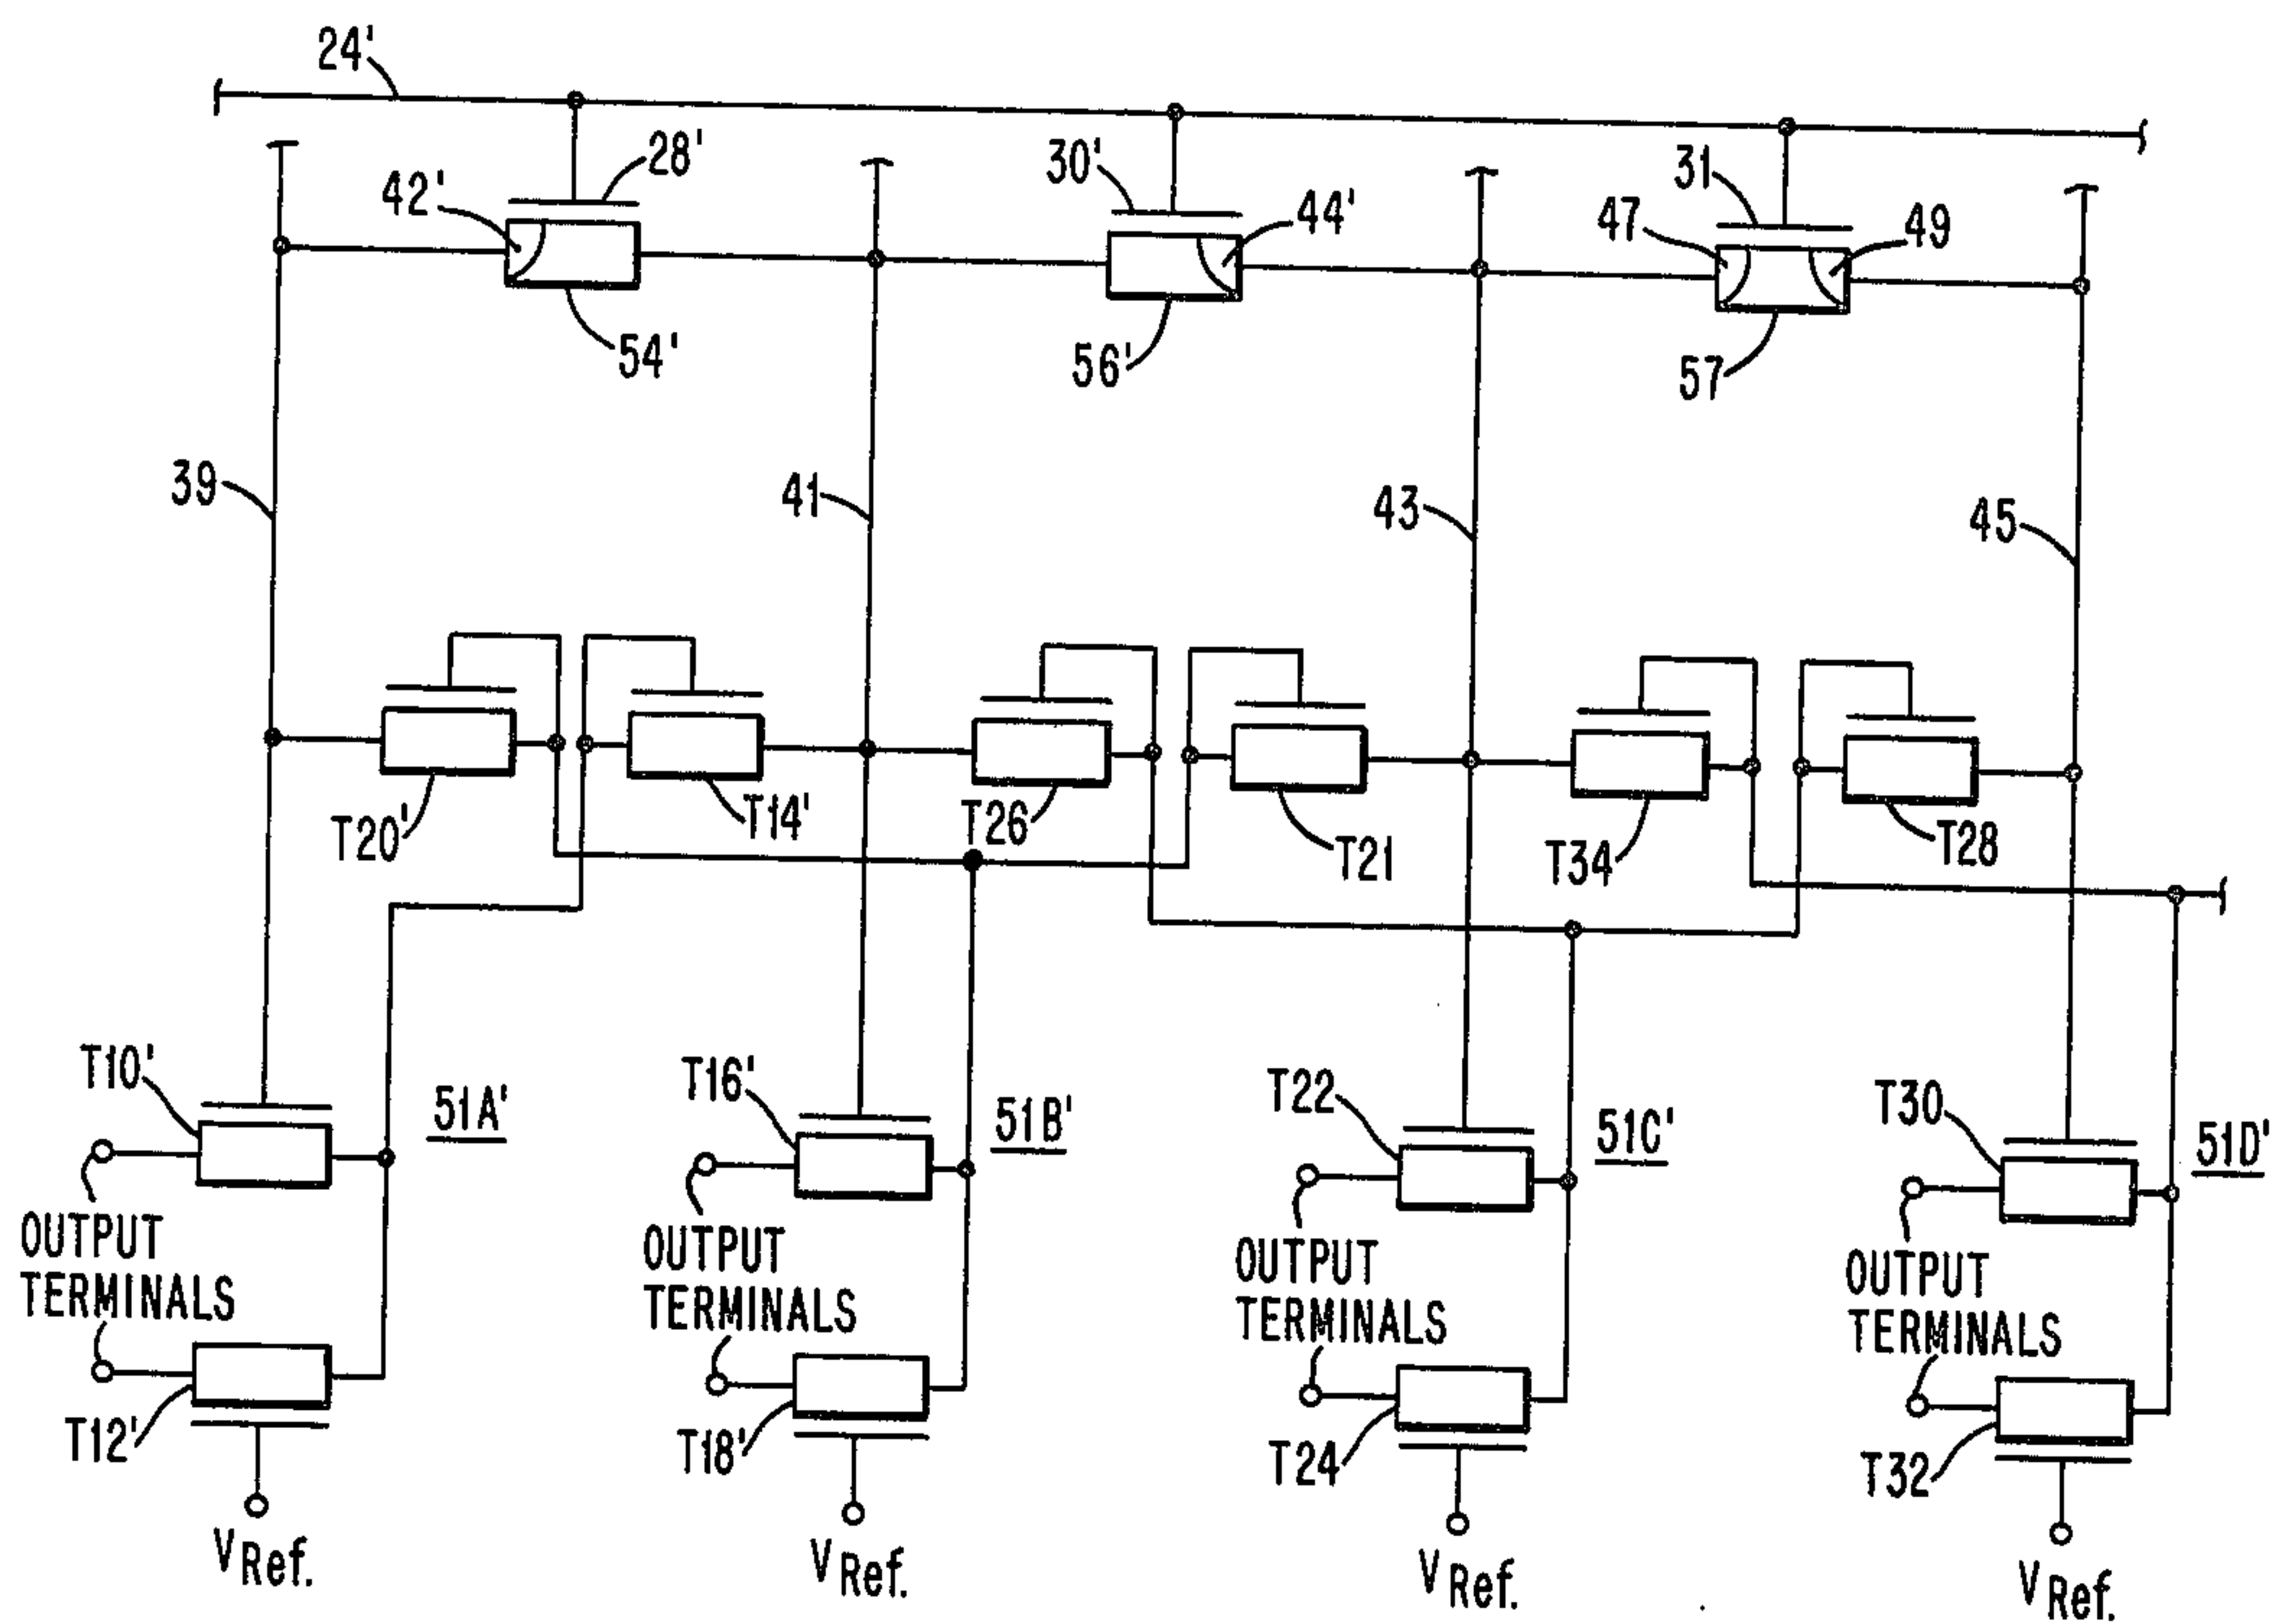 24'
28'
42'
30'
44'
31
47
49
54'
56'
57
39
41
43
45
T20'
T14'
T26
T21
T34
T28
T10'
51A'
T16'
51B'
T22
51C'
T30
51D'
OUTPUT
TERMINALS
OUTPUT
TERMINALS
OUTPUT
TERMINALS
OUTPUT
TERMINALS
T12'
T18'
T24
T32
VRef.
VRef.
VRef.
VRef.